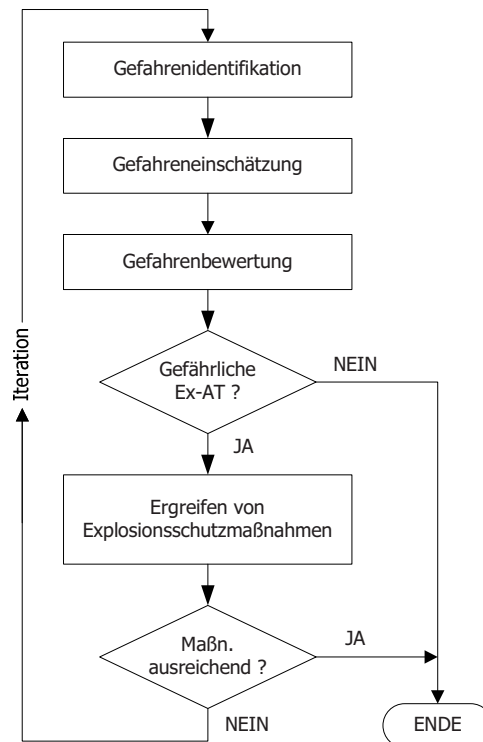 Gefahrenidentifikation
Gefahreneinschätzung
Gefahrenbewertung
Iteration
Gefährliche
Ex-AT ?
NEIN
JA
Ergreifen von
Explosionsschutzmaßnahmen
Maßn.
ausreichend ?
JA
NEIN
ENDE